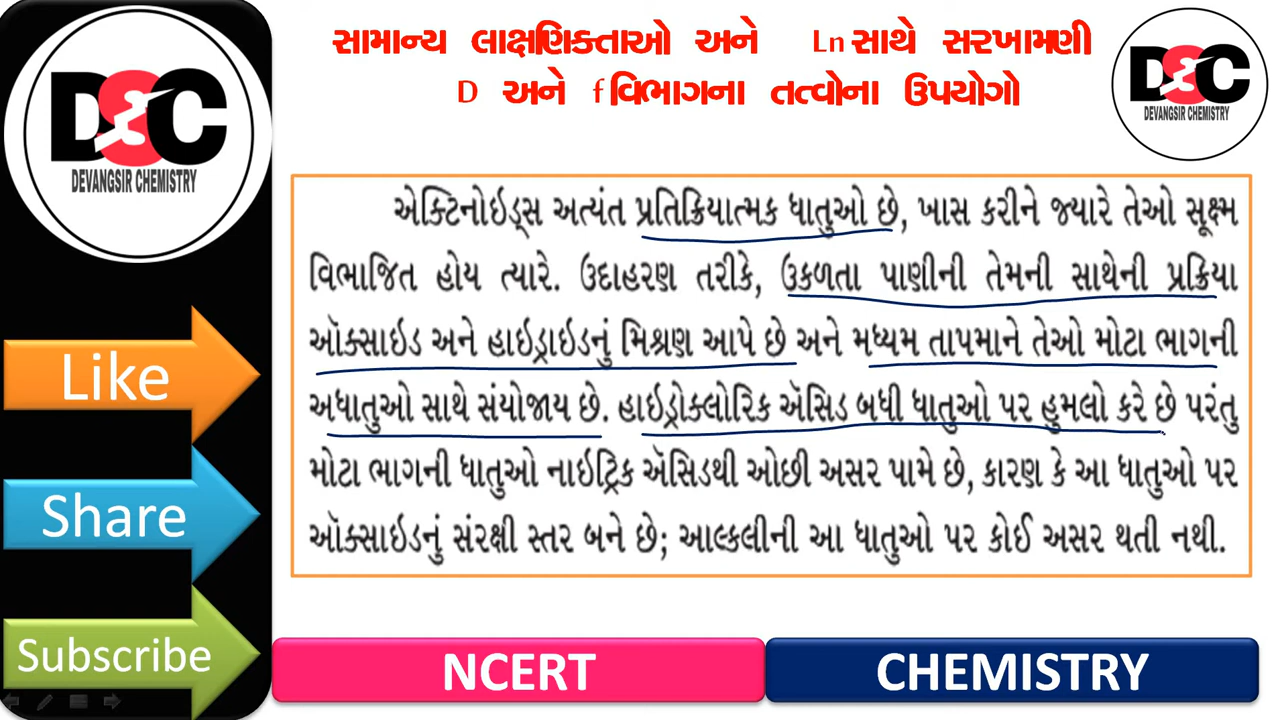 સામાન્ય લાક્ષણિક્તાઓ અને Ln સાથે સરખામણી
D અને f વિભાગના તત્વોના ઉપયોગો
DEC
DEVANGSIR CHEMISTRY
DEC
DEVANGSIR CHEMISTRY
એક્ટિનોઇડ્સ અત્યંત પ્રતિક્રિયાત્મક ધાતુઓ છે, ખાસ કરીને જ્યારે તેઓ સૂક્ષ્મ
વિભાજિત હોય ત્યારે. ઉદાહરણ તરીકે, ઉકળતા પાણીની તેમની સાથેની પ્રક્રિયા
ઑક્સાઇડ અને હાઇડ્રાઇડનું મિશ્રણ આપે છે અને મધ્યમ તાપમાને તેઓ મોટા ભાગની
અધાતુઓ સાથે સંયોજાય છે. હાઇડ્રોક્લોરિક ઍસિડ બધી ધાતુઓ પર હુમલો કરે છે પરંતુ
મોટા ભાગની ધાતુઓ નાઇટ્રિક ઍસિડથી ઓછી અસર પામે છે, કારણ કે આ ધાતુઓ પર
ઑક્સાઇડનું સંરક્ષી સ્તર બને છે; આલ્કલીની આ ધાતુઓ પર કોઈ અસર થતી નથી.
Like
Share
Subscribe
NCERT
CHEMISTRY